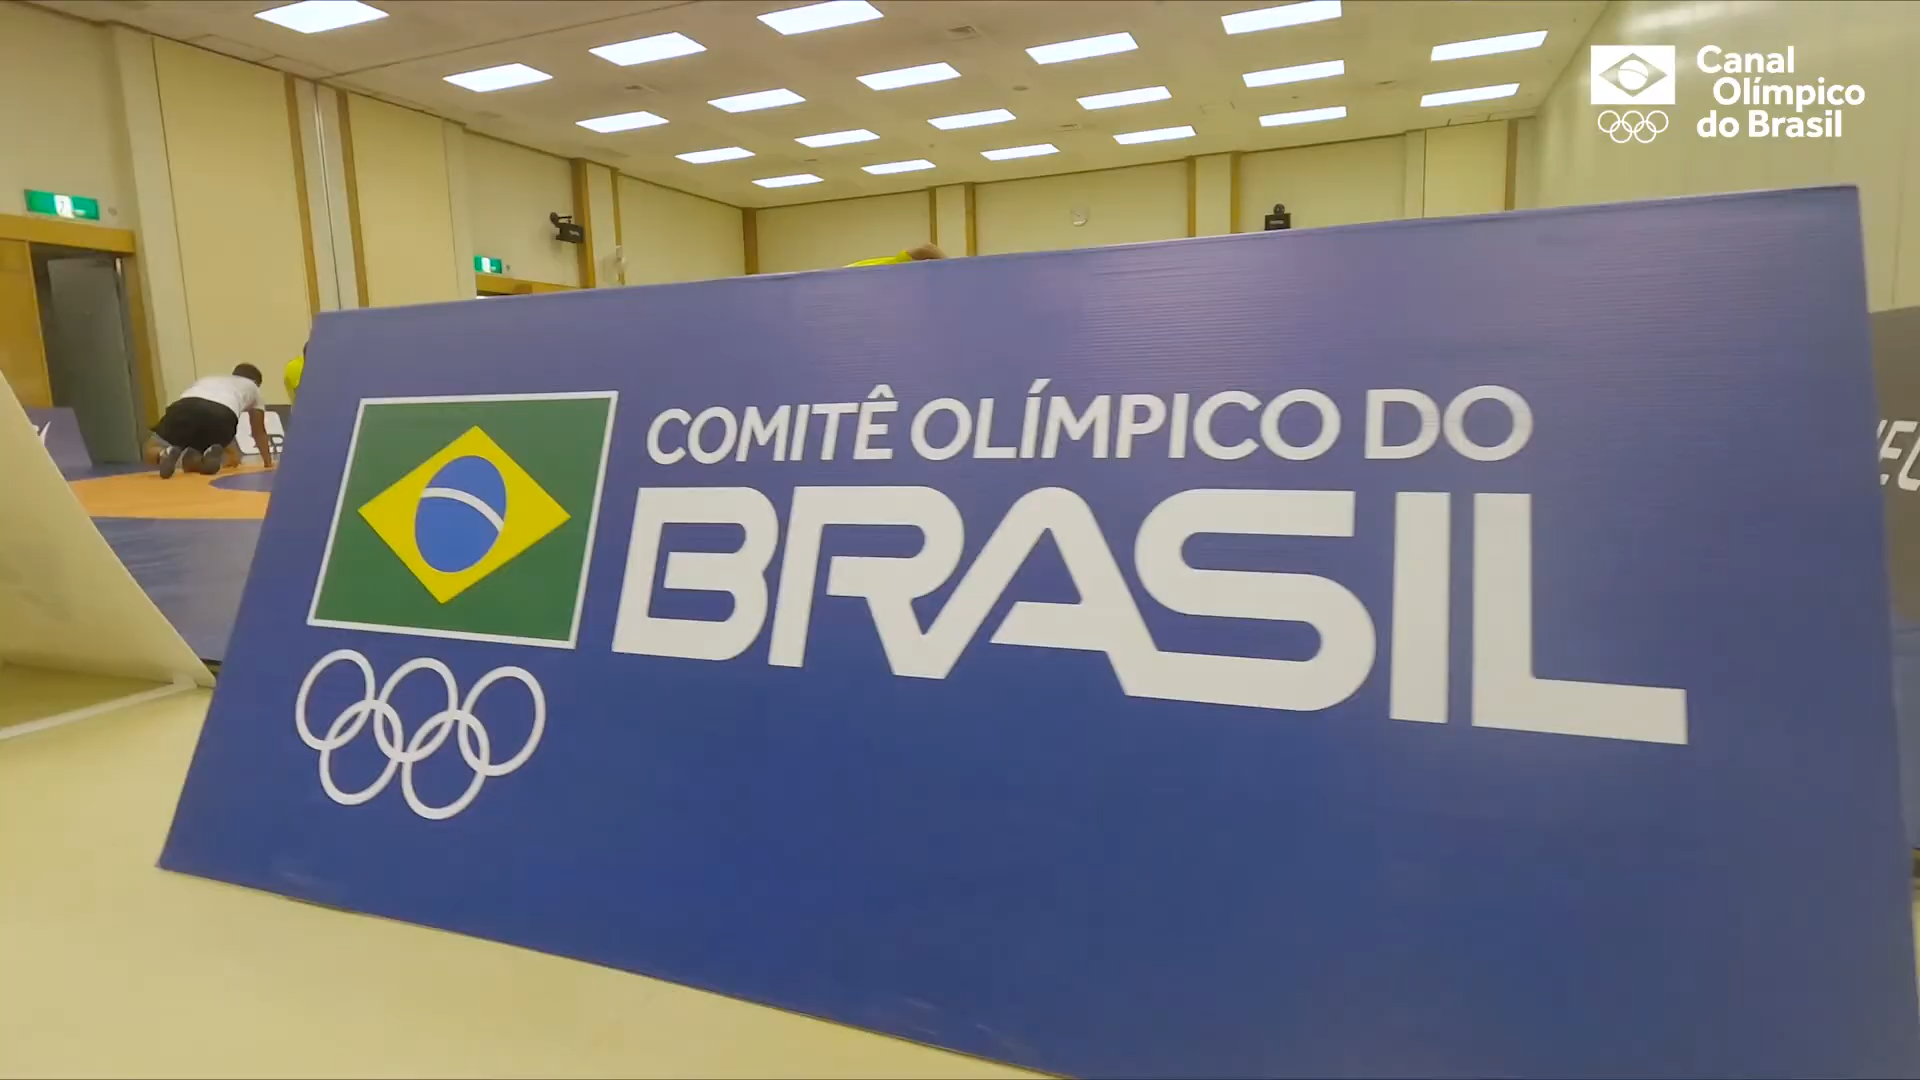 Canal
Olímpico
do Brasil
COMITÊ OLÍMPICO DO
BRASIL